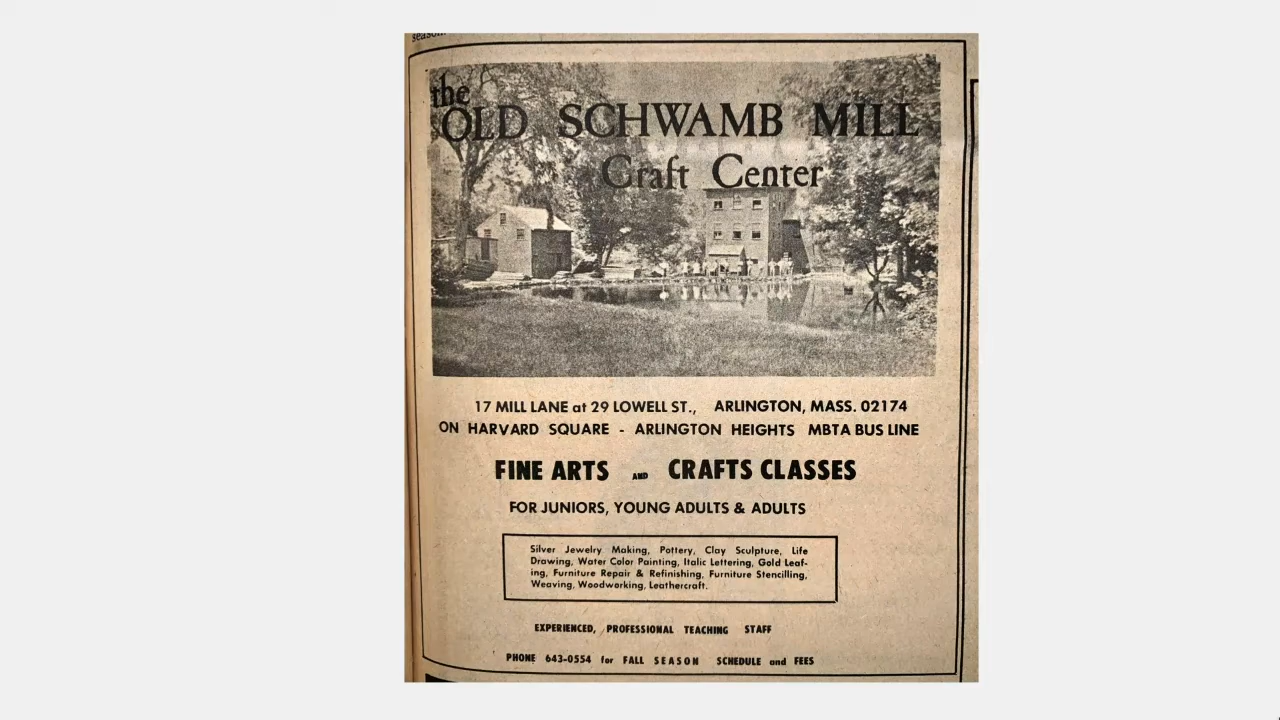 season.
the
OLD SCHWAMB MILL
Craft Center
17 MILL LANE at 29 LOWELL ST., ARLINGTON, MASS. 02174
ON HARVARD SQUARE - ARLINGTON HEIGHTS MBTA BUS LINE
FINE ARTS AND CRAFTS CLASSES
FOR JUNIORS, YOUNG ADULTS & ADULTS
Silver Jewelry Making, Pottery, Clay Sculpture, Life
Drawing, Water Color Painting, Italic Lettering, Gold Leaf-
ing, Furniture Repair & Refinishing, Furniture Stencilling,
Weaving, Woodworking, Leathercraft.
EXPERIENCED, PROFESSIONAL TEACHING STAFF
PHONE 643-0554 for FALL SEASON SCHEDULE and FEES